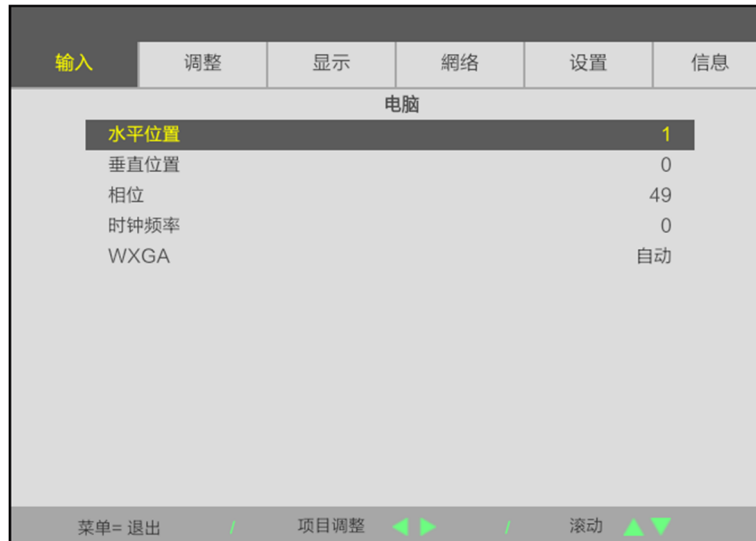 输入 调整 显示 網络 设置 信息
电脑
水平位置 1
垂直位置 0
相位 49
时钟频率 0
WXGA 自动
菜单= 退出 / 项目调整 ◀ ▶ / 滚动 ▲▼